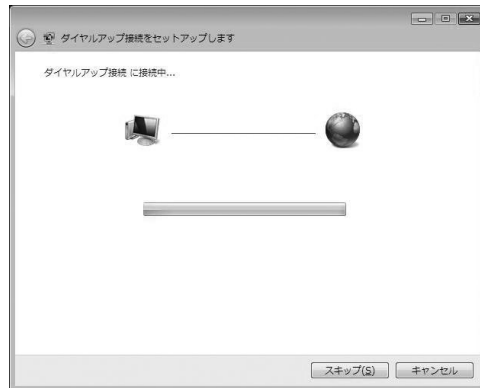 ダイヤルアップ接続をセットアップします
ダイヤルアップ接続 に接続中...
スキップ(S) キャンセル